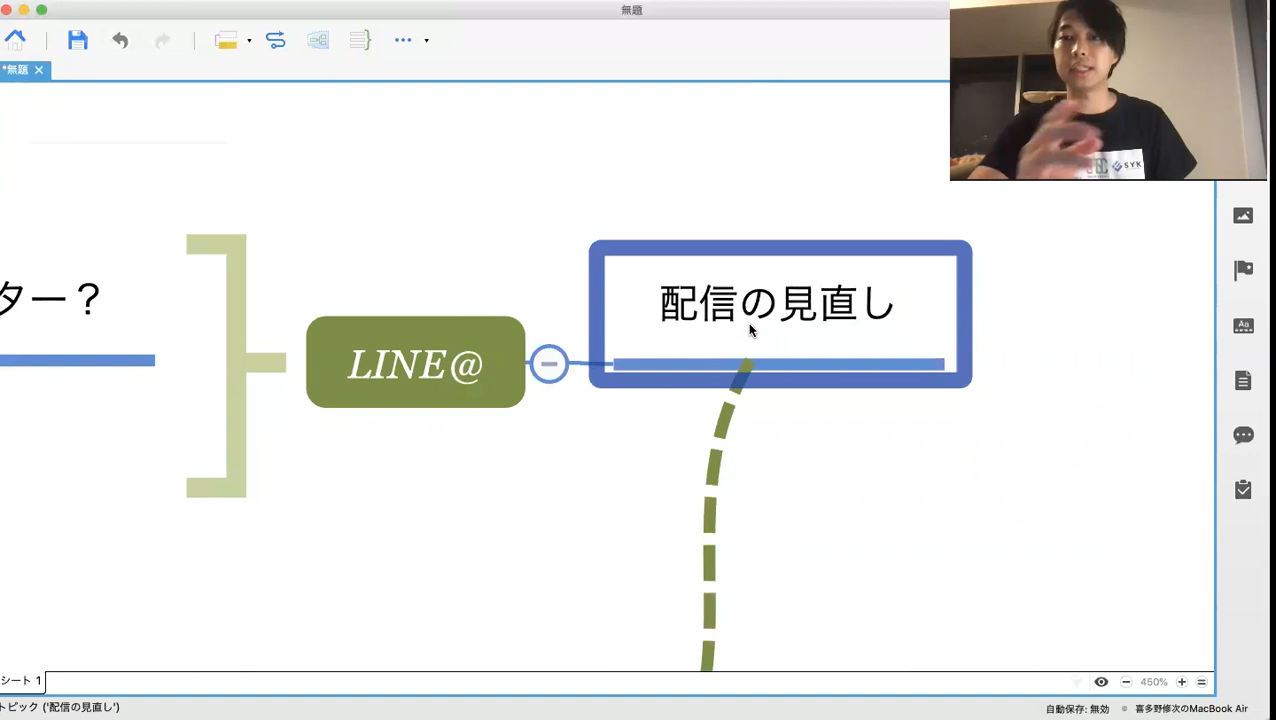 無題
*無題
ター？
LINE@
配信の見直し
SYK
Aa
シート 1
450%
トピック ('配信の見直し')
自動保存: 無効
喜多野修次のMacBook Air